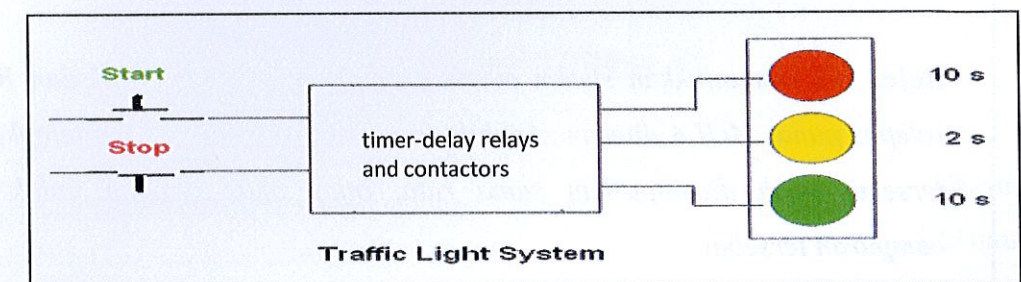 Start
10 s
timer-delay relays
and contactors
Stop
2 s
10 s
Traffic Light System